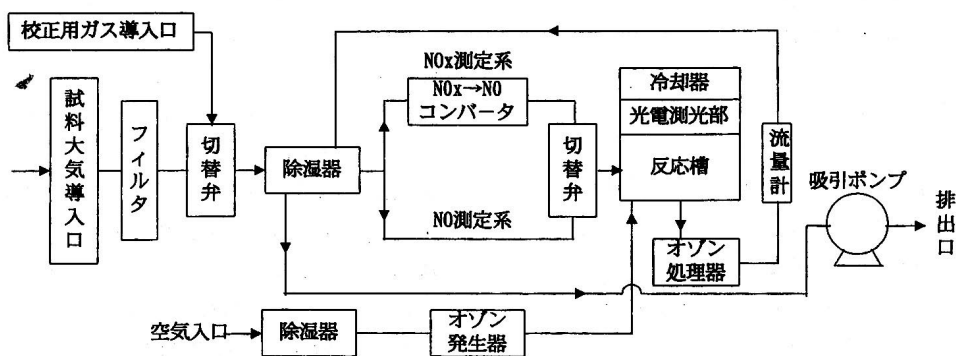 校正用ガス導入口
試料大気導入口
フィルタ
切替弁
除湿器
NOx測定系
NOx→NO
コンバータ
NO測定系
切替弁
冷却器
光電測光部
反応槽
流量計
オゾン
処理器
吸引ポンプ
排出口
空気入口
除湿器
オゾン
発生器